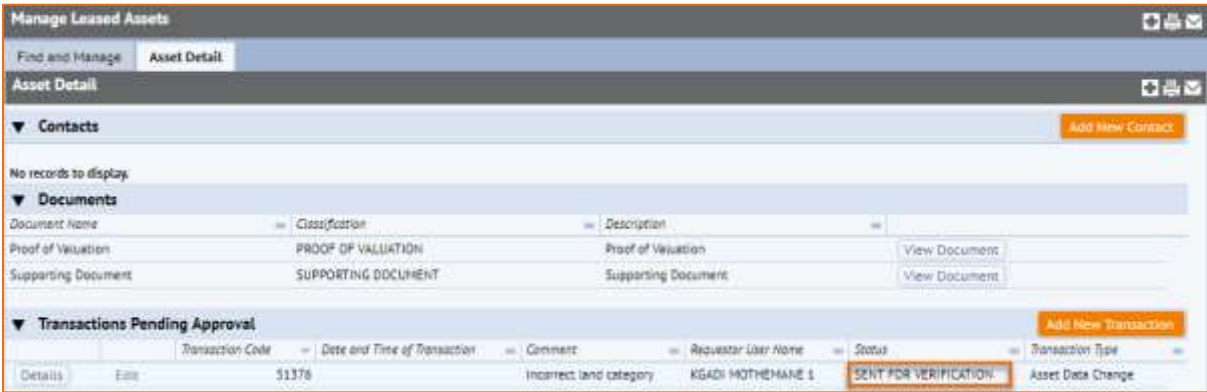 Manage Leased Assets
Find and Manage Asset Detail
Asset Detail
Contacts Add New Contact
No records to display.
Documents
Document Name Classification Description
Proof of Valuation PROOF OF VALUATION Proof of Valuation View Document
Supporting Document SUPPORTING DOCUMENT Supporting Document View Document
Transactions Pending Approval Add New Transaction
Transaction Code Date and Time of Transaction Comment Requestor User Name Status Transaction Type
Details Edit 51376 Incorrect land category KGADI MOTHEMANE 1 SENT FOR VERIFICATION Asset Data Change